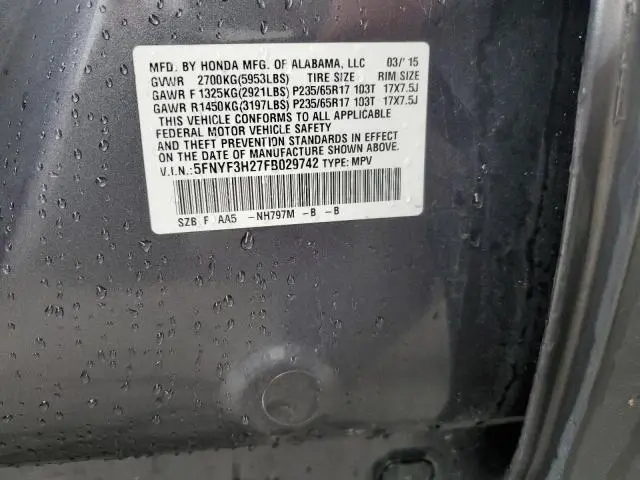 MFD. BY HONDA MFG. OF ALABAMA, LLC 03/'15
GVWR 2700KG(5953LBS) TIRE SIZE RIM SIZE
GAWR F 1325KG(2921LBS) P235/65R17 103T 17X7.5J
GAWR R1450KG(3197LBS) P235/65R17 103T 17X7.5J
THIS VEHICLE CONFORMS TO ALL APPLICABLE
FEDERAL MOTOR VEHICLE SAFETY
AND THEFT PREVENTION STANDARDS IN EFFECT
ON THE DATE OF MANUFACTURE SHOWN ABOVE.
V.I.N.:5FNYF3H27FB029742 TYPE: MPV
SZB F AA5 -NH797M -B -B